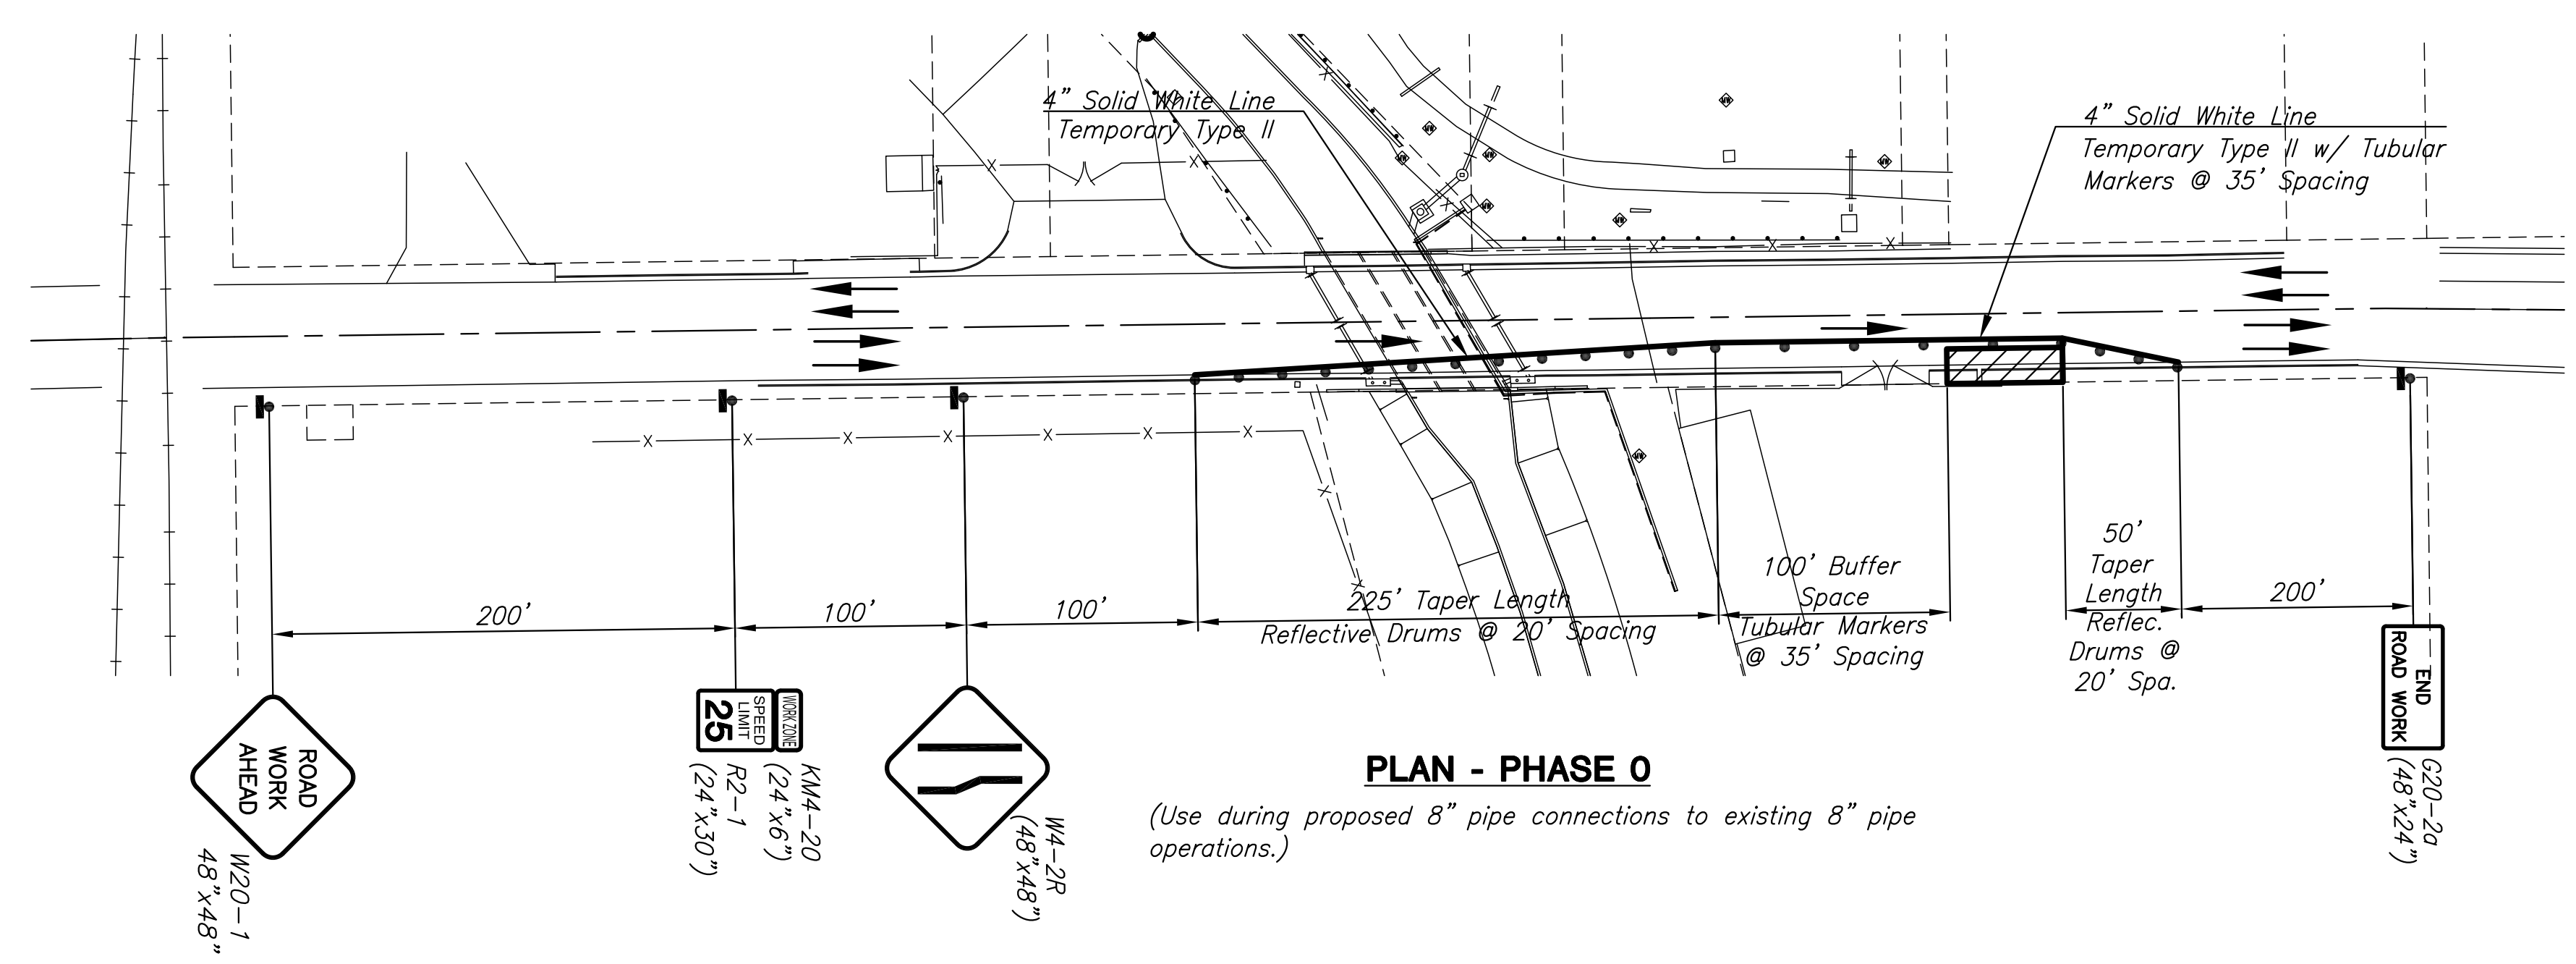 4” Solid White Line
Temporary Type II
4” Solid White Line
Temporary Type II w/ Tubular
Markers @ 35' Spacing
200'
100'
100'
225' Taper Length
Reflective Drums @ 20' Spacing
100' Buffer
Space
Tubular Markers
@ 35' Spacing
50'
Taper
Length
Reflec.
Drums @
20' Spa.
200'
ROAD
WORK
AHEAD
W20-1
48”x48”
WORK ZONE
SPEED
LIMIT
25
KM4-20
(24”x6”)
R2-1
(24”x30”)
W4-2R
(48”x48”)
END
ROAD WORK
G20-2a
(48”x24”)
PLAN - PHASE 0
(Use during proposed 8” pipe connections to existing 8” pipe
operations.)